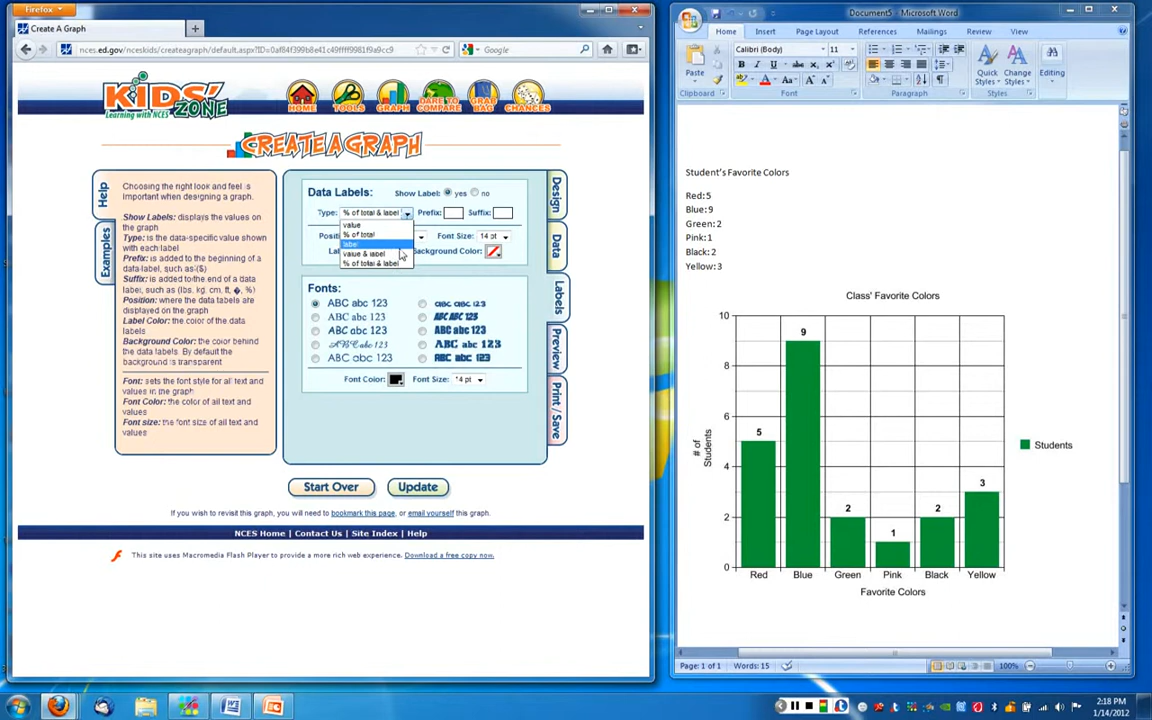 Firefox
Create A Graph
nces.ed.gov/nceskids/createagraph/default.aspx?ID=0af84f399b8e41c49ffff9981f9a9cc9
Google
KIDS' ZONE
Learning with NCES
HOME
TOOLS
GRAPH
DARE TO COMPARE
GRAB BAG
CHANCES
CREATE A GRAPH
Help
Examples
Choosing the right look and feel is
important when designing a graph.
Show Labels: displays the values on
the graph
Type: is the data-specific value shown
with each label
Prefix: is added to the beginning of a
data label, such as ($)
Suffix: is added to the end of a data
label, such as (lbs, kg, cm, ft, �, %)
Position: where the data labels are
displayed on the graph
Label Color: the color of the data
labels
Background Color: the color behind
the data labels. By default the
background is transparent
Font: sets the font style for all text and
values in the graph
Font Color: the color of all text and
values
Font size: the font size of all text and
values
Data Labels:
Show Label: yes no
Type: % of total & label
Prefix:
Suffix:
value
% of total
label
value & label
% of total & label
Font Size: 14 pt
Background Color:
Fonts:
ABC abc 123
ABC abc 123
ABC abc 123
ABC abc 123
ABC abc 123
ABC abc 123
ABC abc 123
ABC abc 123
ABC abc 123
ABC abc 123
Font Color:
Font Size: 14 pt
Design
Data
Labels
Preview
Print / Save
Start Over
Update
If you wish to revisit this graph, you will need to bookmark this page, or email yourself this graph.
NCES Home | Contact Us | Site Index | Help
This site uses Macromedia Flash Player to provide a more rich web experience. Download a free copy now.
Document5 - Microsoft Word
Home Insert Page Layout References Mailings Review View
Paste
Calibri (Body) 11
Quick Styles
Change Styles
Editing
Clipboard Font Paragraph Styles
Student's Favorite Colors
Red: 5
Blue: 9
Green: 2
Pink: 1
Black: 2
Yellow: 3
Class' Favorite Colors
10
8
6
4
2
0
# of Students
5
9
2
1
2
3
Students
Red Blue Green Pink Black Yellow
Favorite Colors
Page: 1 of 1 Words: 15
100%
2:18 PM
1/14/2012